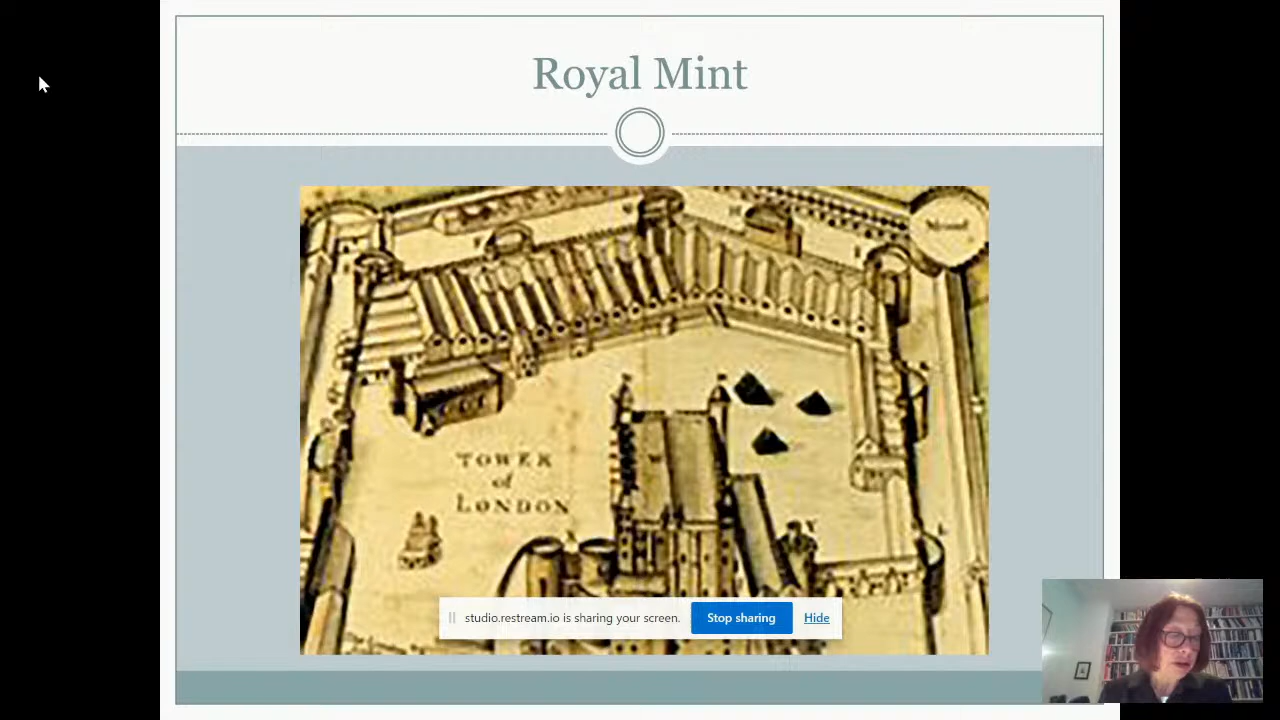 Royal Mint
TOWER
of
LONDON
studio.restream.io is sharing your screen.
Stop sharing
Hide